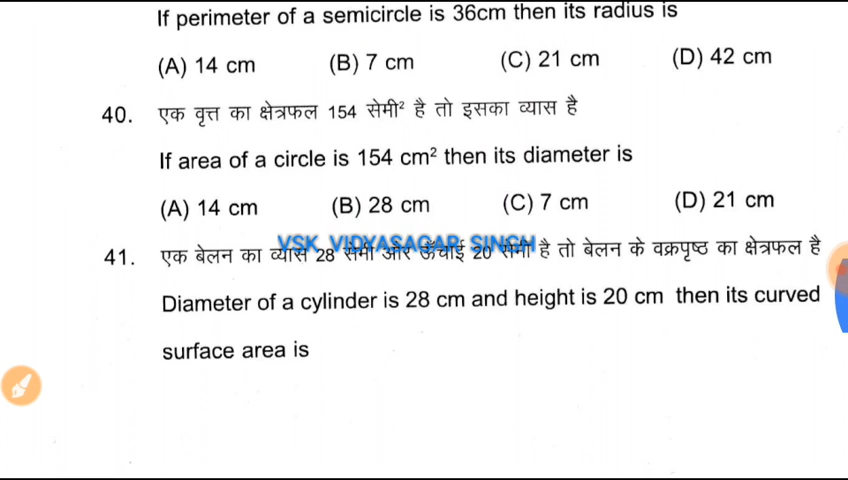 If perimeter of a semicircle is 36cm then its radius is
(A) 14 cm (B) 7 cm (C) 21 cm (D) 42 cm
40. एक वृत्त का क्षेत्रफल 154 सेमी² है तो इसका व्यास है
If area of a circle is 154 cm² then its diameter is
(A) 14 cm (B) 28 cm (C) 7 cm (D) 21 cm
VSK VIDYASAGAR SINGH
41. एक बेलन का व्यास 28 सेमी और ऊँचाई 20 सेमी है तो बेलन के वक्रपृष्ठ का क्षेत्रफल है
Diameter of a cylinder is 28 cm and height is 20 cm then its curved
surface area is